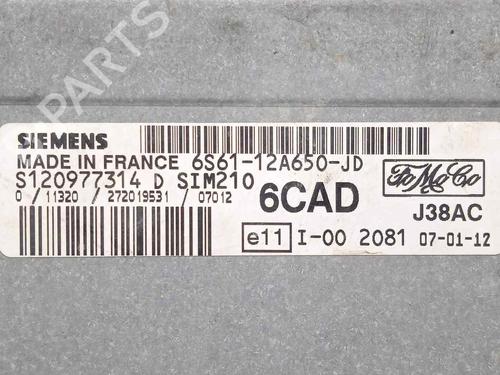 PARTS
SIEMENS
MADE IN FRANCE 6S61-12A650-JD
S120977314 D SIM210
0 / 11320 / 272019531 / 07012
6CAD
FoMoCo
J38AC
e11 I-00 2081 07-01-12